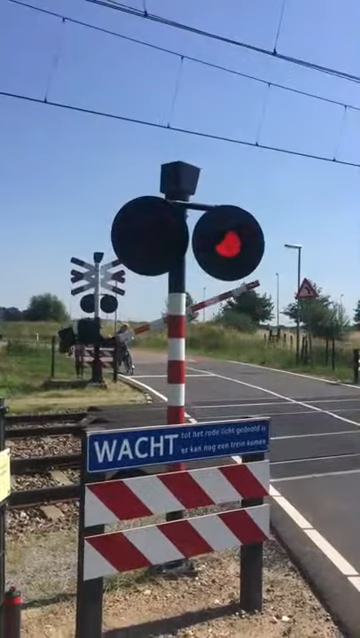 WACHT tot het rode licht gedoofd is
er kan nog een trein komen